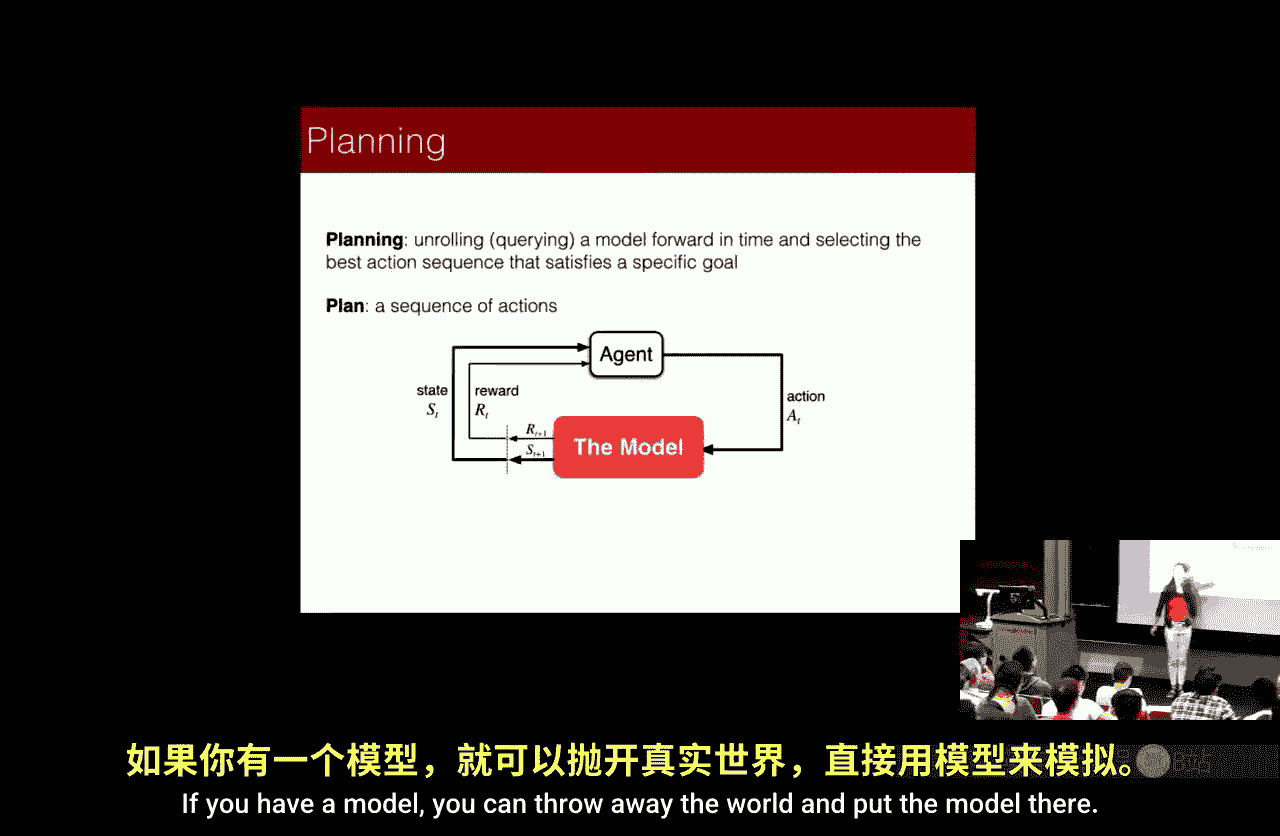 Planning
Planning: unrolling (querying) a model forward in time and selecting the
best action sequence that satisfies a specific goal
Plan: a sequence of actions
Agent
state
S_t
reward
R_t
action
A_t
R_{t+1}
S_{t+1}
The Model
如果你有一个模型，就可以抛开真实世界，直接用模型来模拟。
If you have a model, you can throw away the world and put the model there.